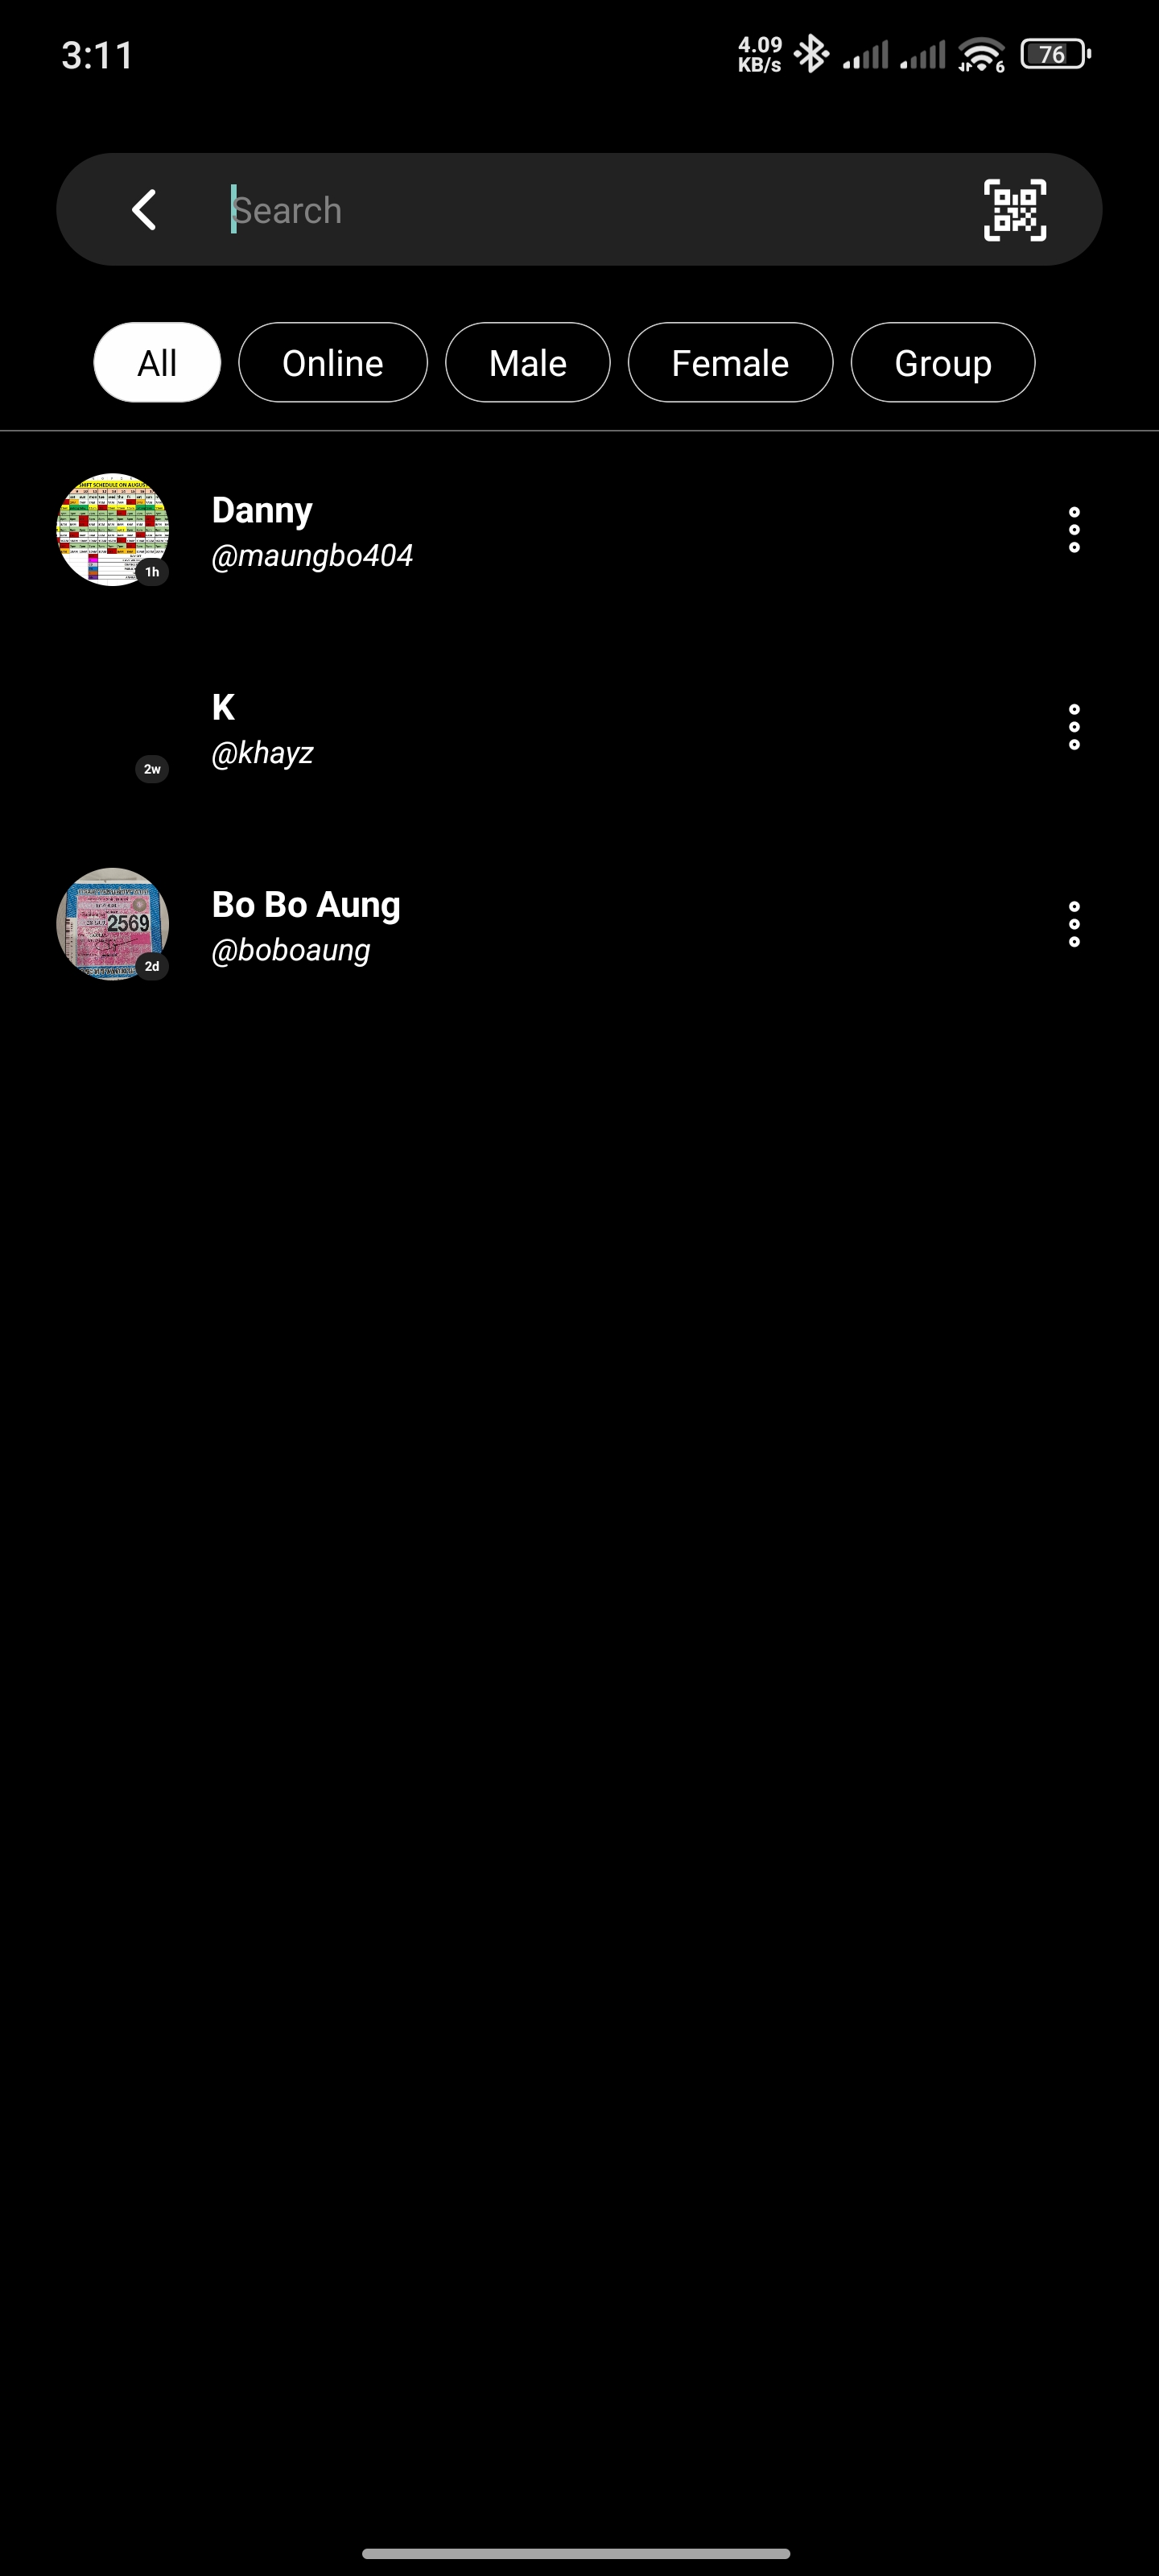 3:11
4.09
KB/s
6
76
Search
All
Online
Male
Female
Group
SHIFT SCHEDULE ON AUGUST
1h
Danny
@maungbo404
2w
K
@khayz
2569
2d
Bo Bo Aung
@boboaung